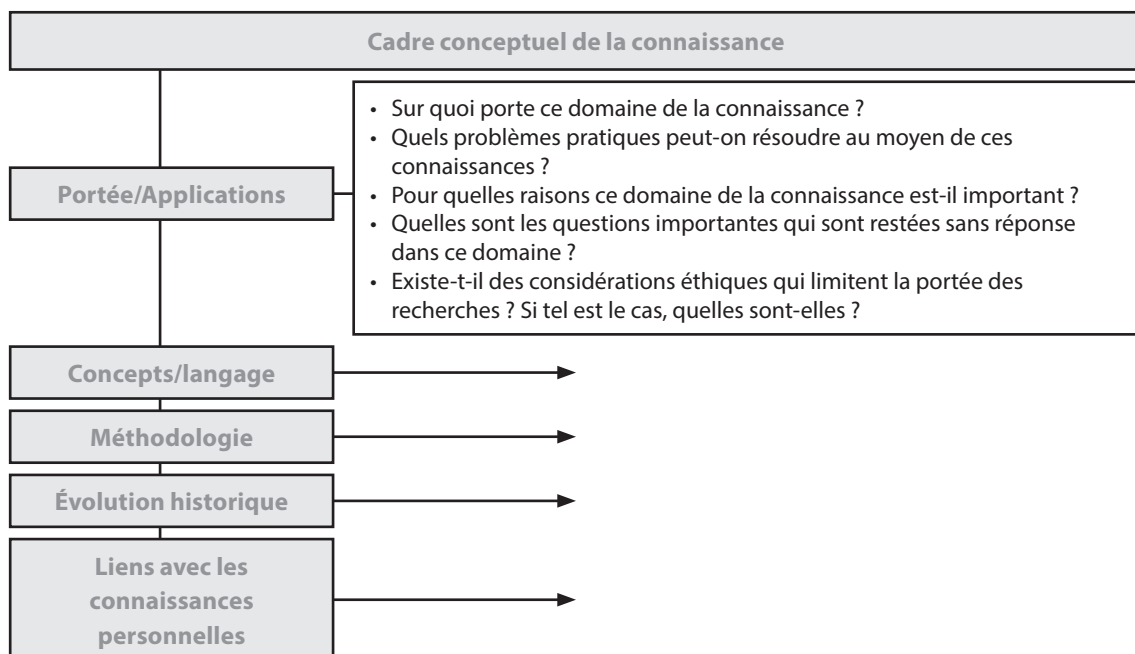 Cadre conceptuel de la connaissance
Portée/Applications
• Sur quoi porte ce domaine de la connaissance ?
• Quels problèmes pratiques peut-on résoudre au moyen de ces
connaissances ?
• Pour quelles raisons ce domaine de la connaissance est-il important ?
• Quelles sont les questions importantes qui sont restées sans réponse
dans ce domaine ?
• Existe-t-il des considérations éthiques qui limitent la portée des
recherches ? Si tel est le cas, quelles sont-elles ?
Concepts/langage
Méthodologie
Évolution historique
Liens avec les
connaissances
personnelles